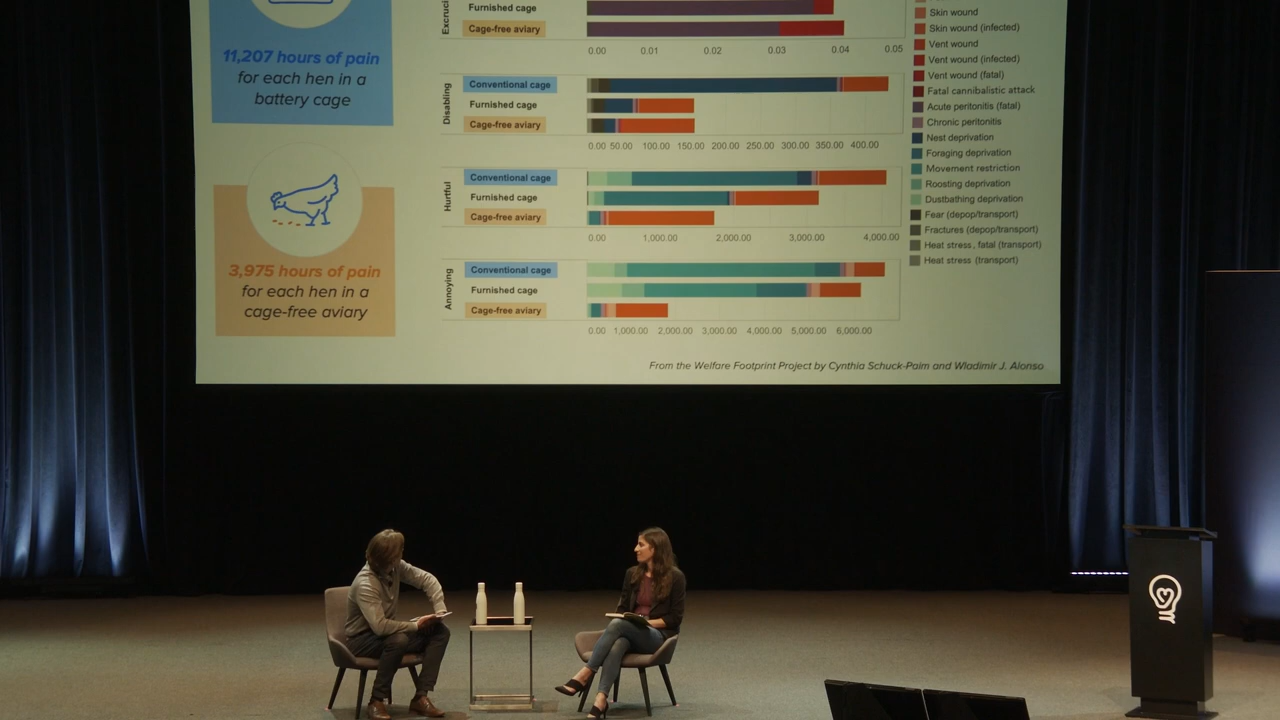 11,207 hours of pain
for each hen in a
battery cage
3,975 hours of pain
for each hen in a
cage-free aviary
Furnished cage
Cage-free aviary
0.00 0.01 0.02 0.03 0.04 0.05
Disabling
Conventional cage
Furnished cage
Cage-free aviary
0.00 50.00 100.00 150.00 200.00 250.00 300.00 350.00 400.00
Hurtful
Conventional cage
Furnished cage
Cage-free aviary
0.00 1,000.00 2,000.00 3,000.00 4,000.00
Annoying
Conventional cage
Furnished cage
Cage-free aviary
0.00 1,000.00 2,000.00 3,000.00 4,000.00 5,000.00 6,000.00
Skin wound
Skin wound (infected)
Vent wound
Vent wound (infected)
Vent wound (fatal)
Fatal cannibalistic attack
Acute peritonitis (fatal)
Chronic peritonitis
Nest deprivation
Foraging deprivation
Movement restriction
Roosting deprivation
Dustbathing deprivation
Fear (depop/transport)
Fractures (depop/transport)
Heat stress, fatal (transport)
Heat stress (transport)
From the Welfare Footprint Project by Cynthia Schuck-Paim and Wladimir J. Alonso